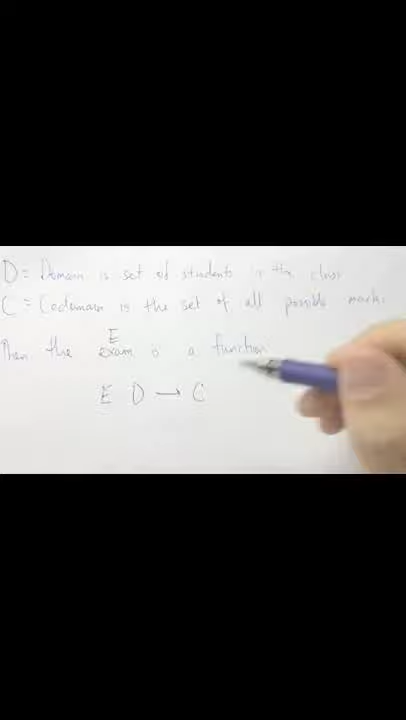 D = Domain is set of students in the class
C = Codomain is the set of all possible marks
E
Then the exam is a function
E D → C